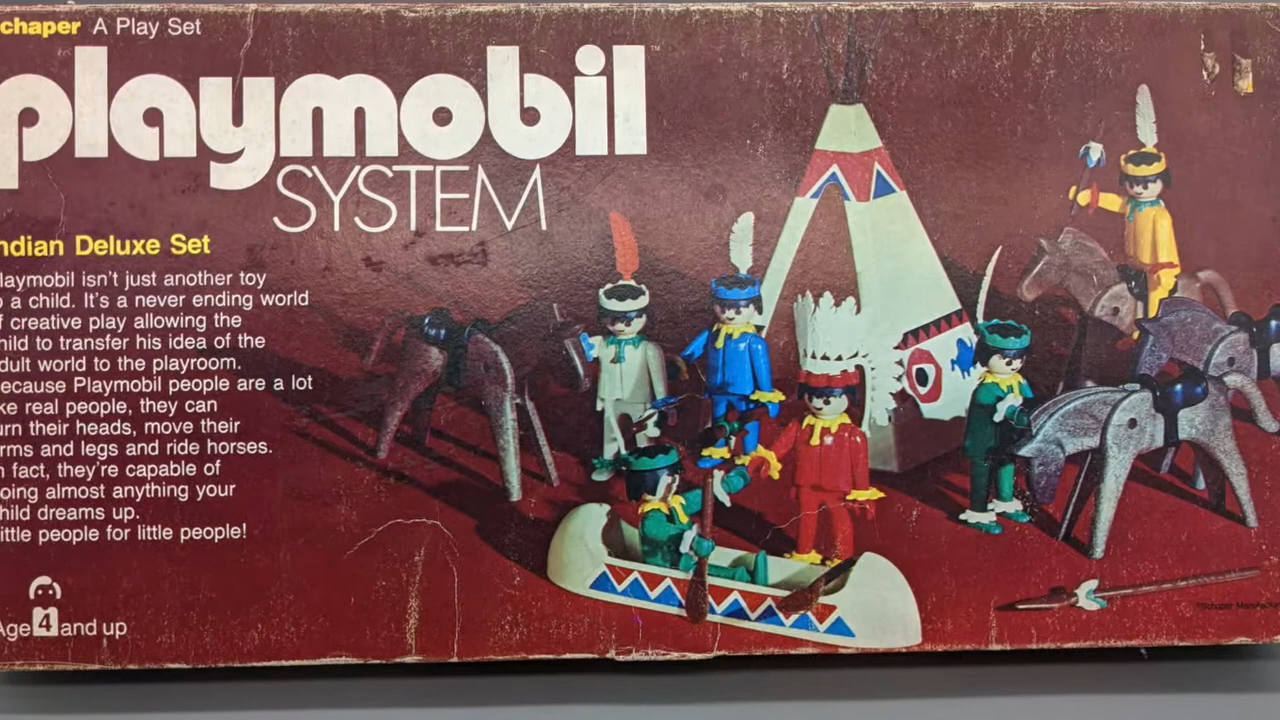 chaper A Play Set
playmobil™
SYSTEM
ndian Deluxe Set
laymobil isn't just another toy
o a child. It's a never ending world
f creative play allowing the
hild to transfer his idea of the
dult world to the playroom.
ecause Playmobil people are a lot
ke real people, they can
urn their heads, move their
rms and legs and ride horses.
n fact, they're capable of
oing almost anything your
hild dreams up.
ittle people for little people!
Age 4 and up
©Schaper